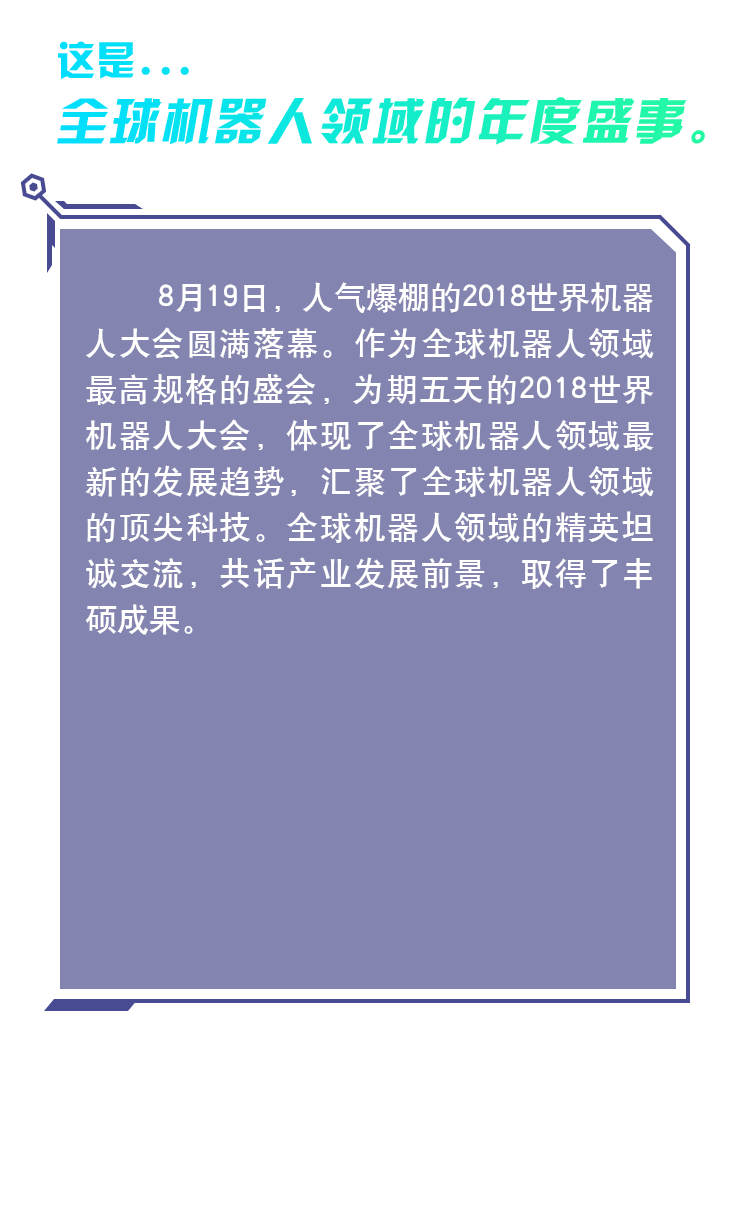 这是...
全球机器人领域的年度盛事。
8月19日，人气爆棚的2018世界机器
人大会圆满落幕。作为全球机器人领域
最高规格的盛会，为期五天的2018世界
机器人大会，体现了全球机器人领域最
新的发展趋势，汇聚了全球机器人领域
的顶尖科技。全球机器人领域的精英坦
诚交流，共话产业发展前景，取得了丰
硕成果。